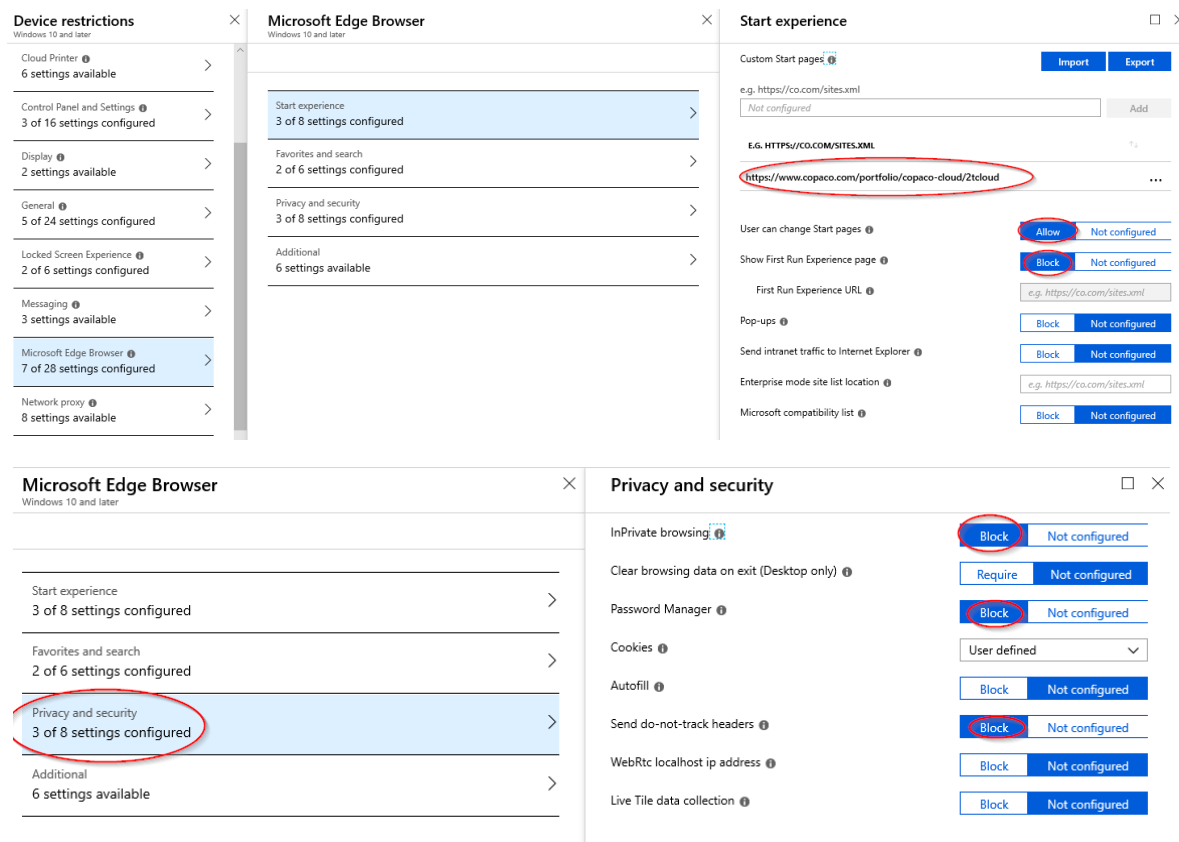 Device restrictions
Windows 10 and later
Cloud Printer
6 settings available
Control Panel and Settings
3 of 16 settings configured
Display
2 settings available
General
5 of 24 settings configured
Locked Screen Experience
2 of 6 settings configured
Messaging
3 settings available
Microsoft Edge Browser
7 of 28 settings configured
Network proxy
8 settings available
Microsoft Edge Browser
Windows 10 and later
Start experience
3 of 8 settings configured
Favorites and search
2 of 6 settings configured
Privacy and security
3 of 8 settings configured
Additional
6 settings available
Start experience
Custom Start pages
Import Export
e.g. https://co.com/sites.xml
Not configured Add
E.G. HTTPS://CO.COM/SITES.XML
https://www.copaco.com/portfolio/copaco-cloud/2tcloud ...
User can change Start pages Allow Not configured
Show First Run Experience page Block Not configured
First Run Experience URL e.g. https://co.com/sites.xml
Pop-ups Block Not configured
Send intranet traffic to Internet Explorer Block Not configured
Enterprise mode site list location e.g. https://co.com/sites.xml
Microsoft compatibility list Block Not configured
Microsoft Edge Browser
Windows 10 and later
Start experience
3 of 8 settings configured
Favorites and search
2 of 6 settings configured
Privacy and security
3 of 8 settings configured
Additional
6 settings available
Privacy and security
InPrivate browsing Block Not configured
Clear browsing data on exit (Desktop only) Require Not configured
Password Manager Block Not configured
Cookies User defined
Autofill Block Not configured
Send do-not-track headers Block Not configured
WebRtc localhost ip address Block Not configured
Live Tile data collection Block Not configured